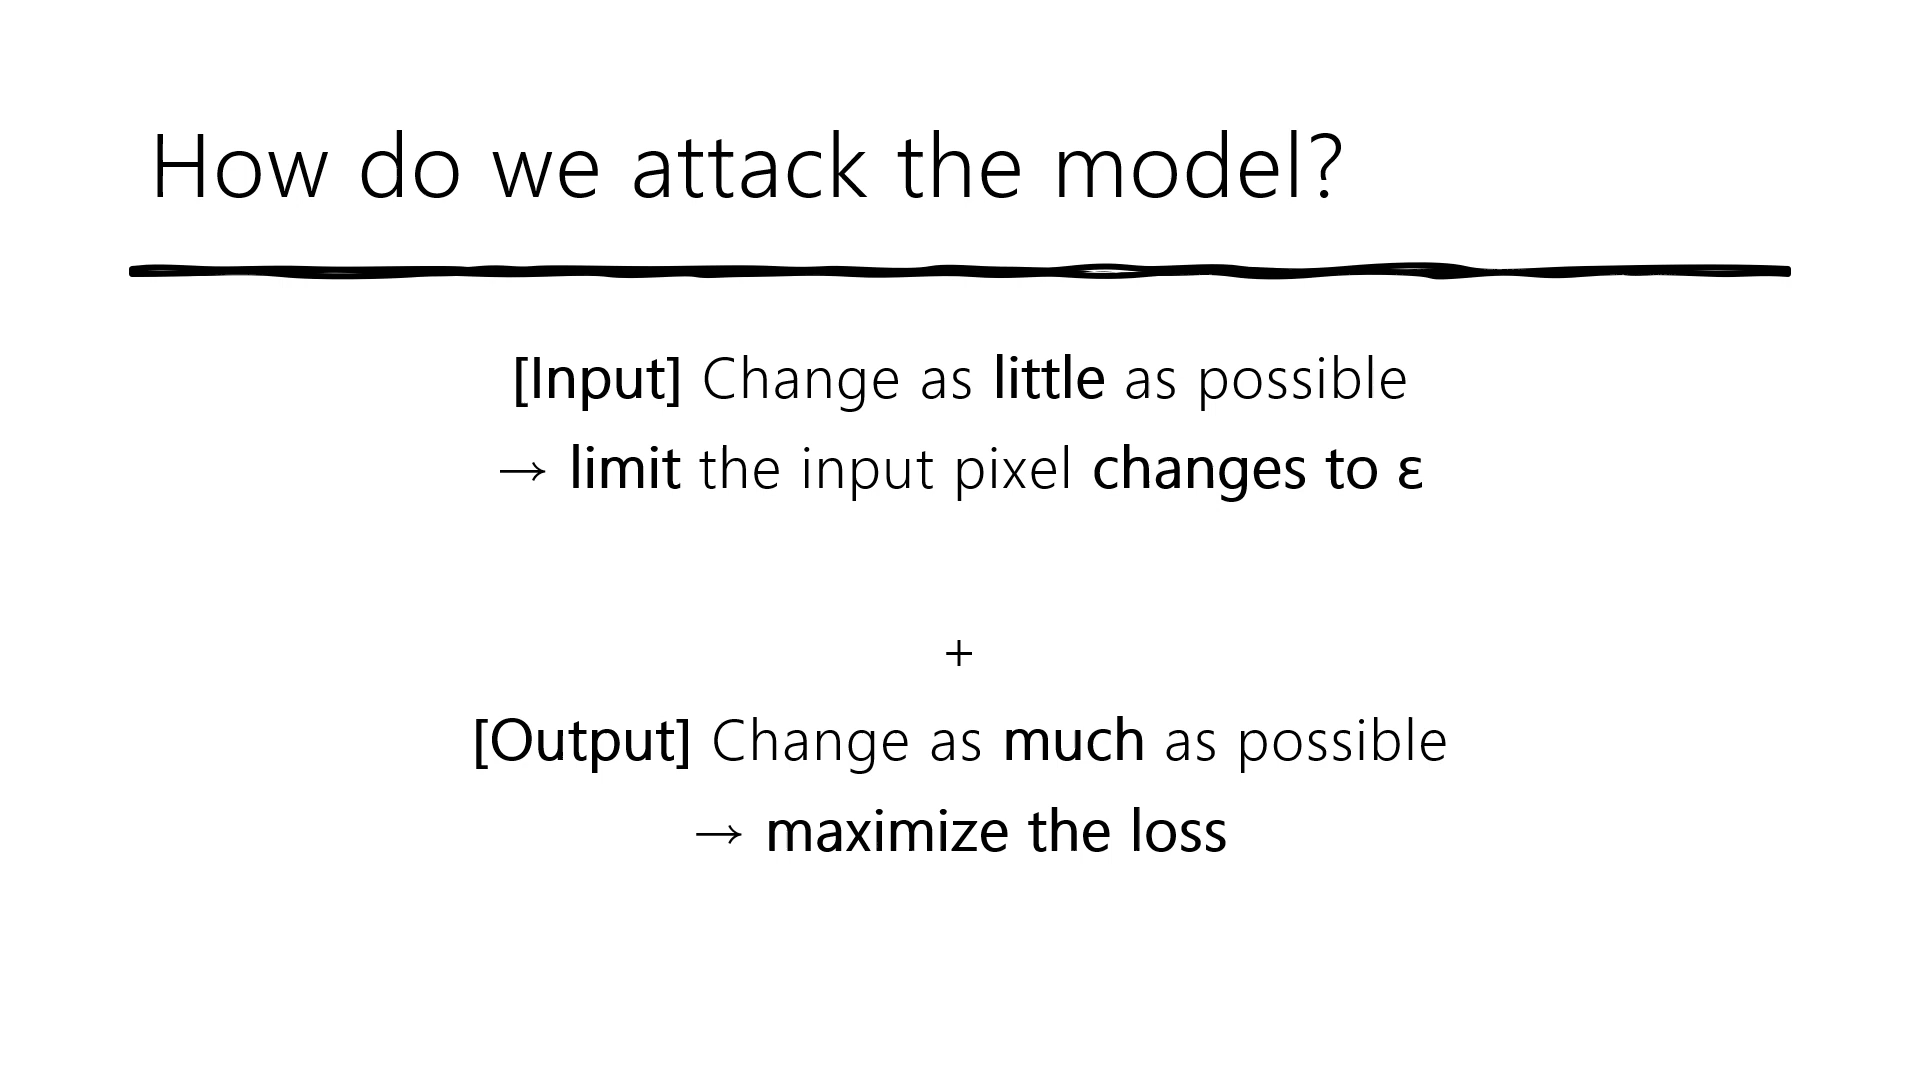 How do we attack the model?
[Input] Change as little as possible
→ limit the input pixel changes to ε
+
[Output] Change as much as possible
→ maximize the loss